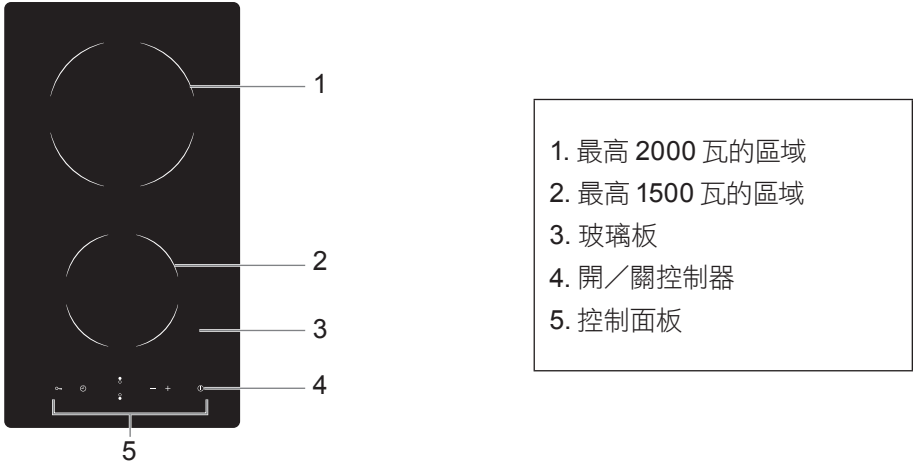 1
2
3
4
5
1. 最高 2000 瓦的區域
2. 最高 1500 瓦的區域
3. 玻璃板
4. 開／關控制器
5. 控制面板